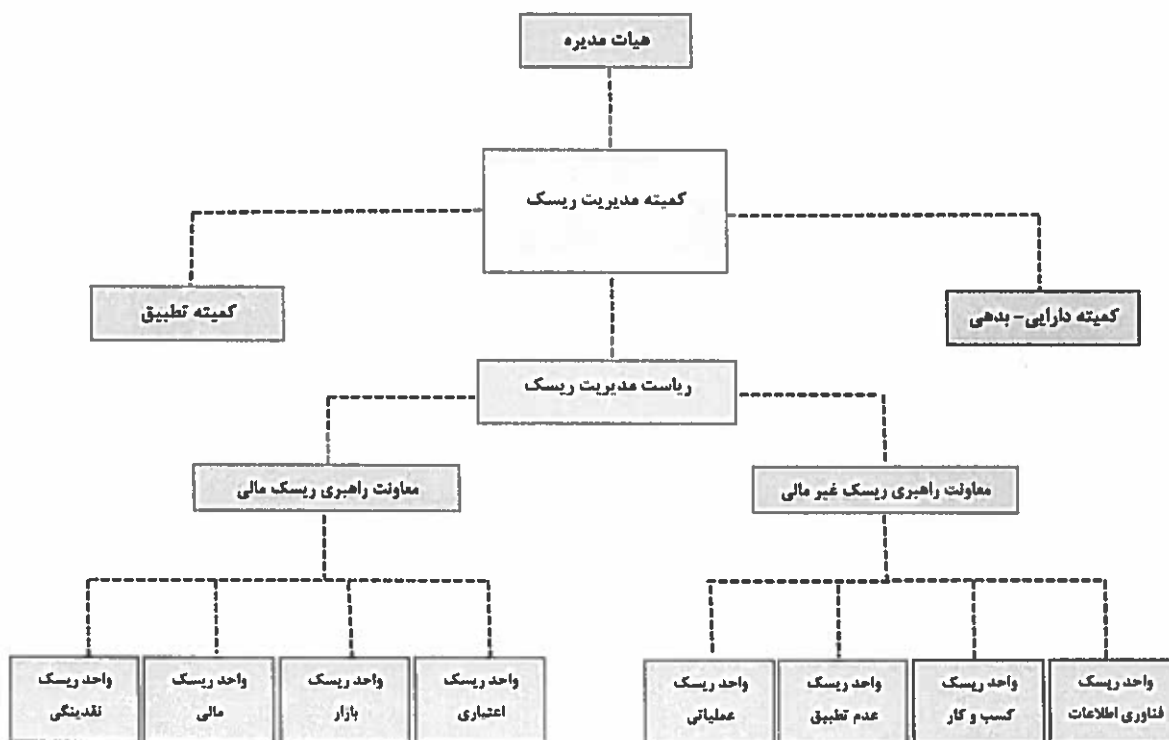 هیات مدیره
کمیته مدیریت ریسک
کمیته دارایی- بدهی
کمیته تطبیق
ریاست مدیریت ریسک
معاونت راهبری ریسک غیر مالی
معاونت راهبری ریسک مالی
واحد ریسک
فناوری اطلاعات
واحد ریسک
کسب و کار
واحد ریسک
عدم تطبیق
واحد ریسک
عملیاتی
واحد ریسک
اعتباری
واحد ریسک
بازار
واحد ریسک
مالی
واحد ریسک
نقدینگی